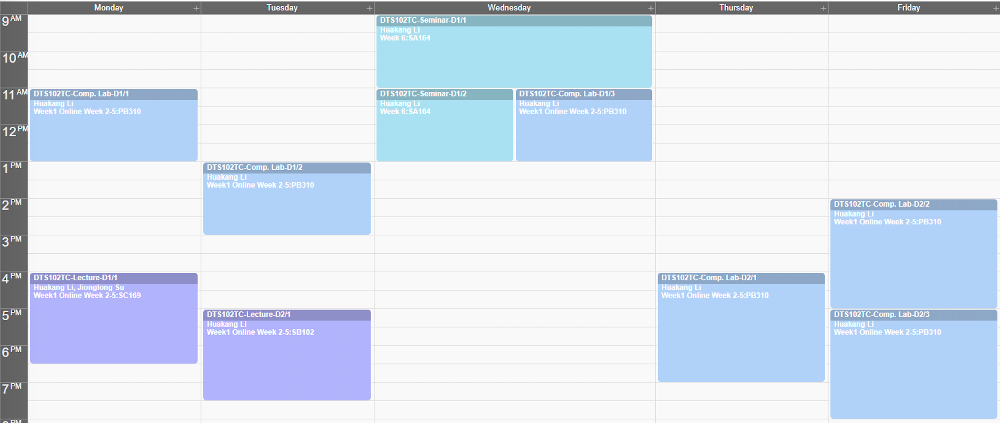 Monday +
Tuesday +
Wednesday +
Thursday +
Friday +
9 AM
10 AM
11 AM
12 PM
1 PM
2 PM
3 PM
4 PM
5 PM
6 PM
7 PM
PM
DTS102TC-Comp. Lab-D1/1
Huakang Li
Week1 Online Week 2-5:PB310
DTS102TC-Lecture-D1/1
Huakang Li, Jionglong Su
Week1 Online Week 2-5:SC169
DTS102TC-Comp. Lab-D1/2
Huakang Li
Week1 Online Week 2-5:PB310
DTS102TC-Lecture-D2/1
Huakang Li
Week1 Online Week 2-5:SB102
DTS102TC-Seminar-D1/1
Huakang Li
Week 6:SA164
DTS102TC-Seminar-D1/2
Huakang Li
Week 6:SA164
DTS102TC-Comp. Lab-D1/3
Huakang Li
Week1 Online Week 2-5:PB310
DTS102TC-Comp. Lab-D2/1
Huakang Li
Week1 Online Week 2-5:PB310
DTS102TC-Comp. Lab-D2/2
Huakang Li
Week1 Online Week 2-5:PB310
DTS102TC-Comp. Lab-D2/3
Huakang Li
Week1 Online Week 2-5:PB310